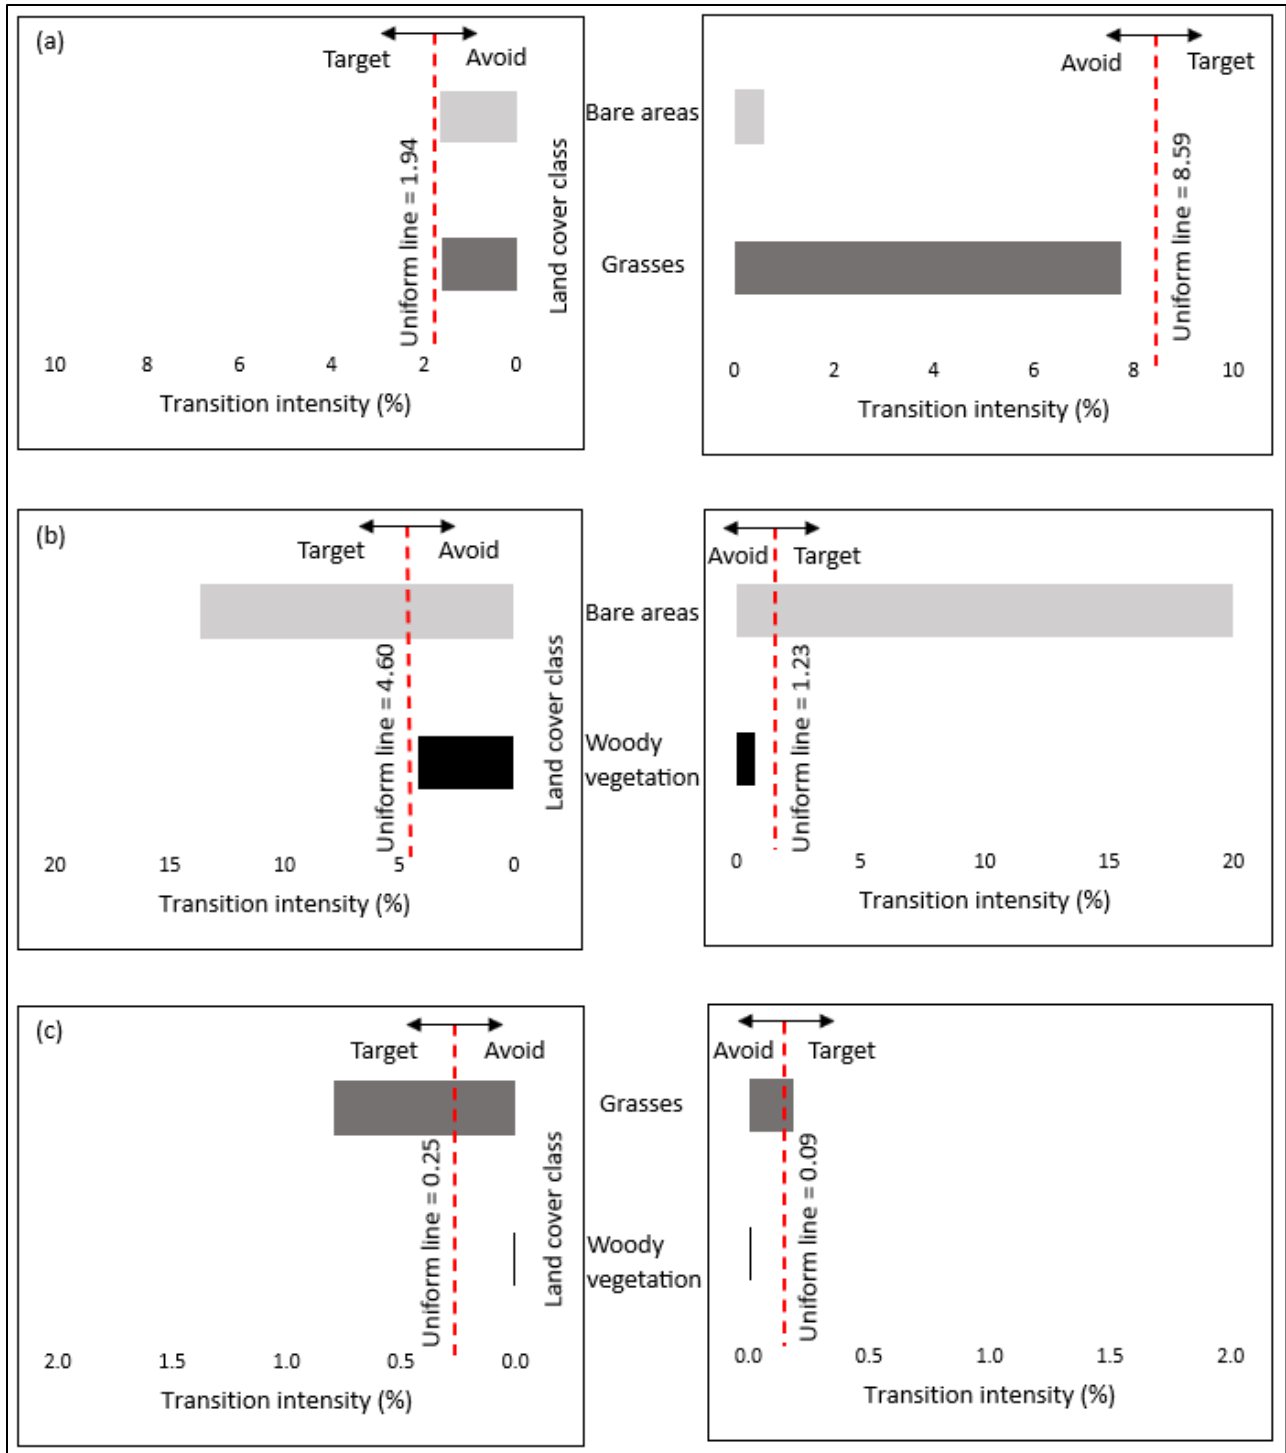 (a)
Target
Avoid
Uniform line = 1.94
Land cover class
10 8 6 4 2 0
Transition intensity (%)
Bare areas
Grasses
Avoid
Target
Uniform line = 8.59
0 2 4 6 8 10
Transition intensity (%)
(b)
Target
Avoid
Uniform line = 4.60
Land cover class
20 15 10 5 0
Transition intensity (%)
Bare areas
Woody
vegetation
Avoid
Target
Uniform line = 1.23
0 5 10 15 20
Transition intensity (%)
(c)
Target
Avoid
Uniform line = 0.25
Land cover class
2.0 1.5 1.0 0.5 0.0
Transition intensity (%)
Grasses
Woody
vegetation
Avoid
Target
Uniform line = 0.09
0.0 0.5 1.0 1.5 2.0
Transition intensity (%)